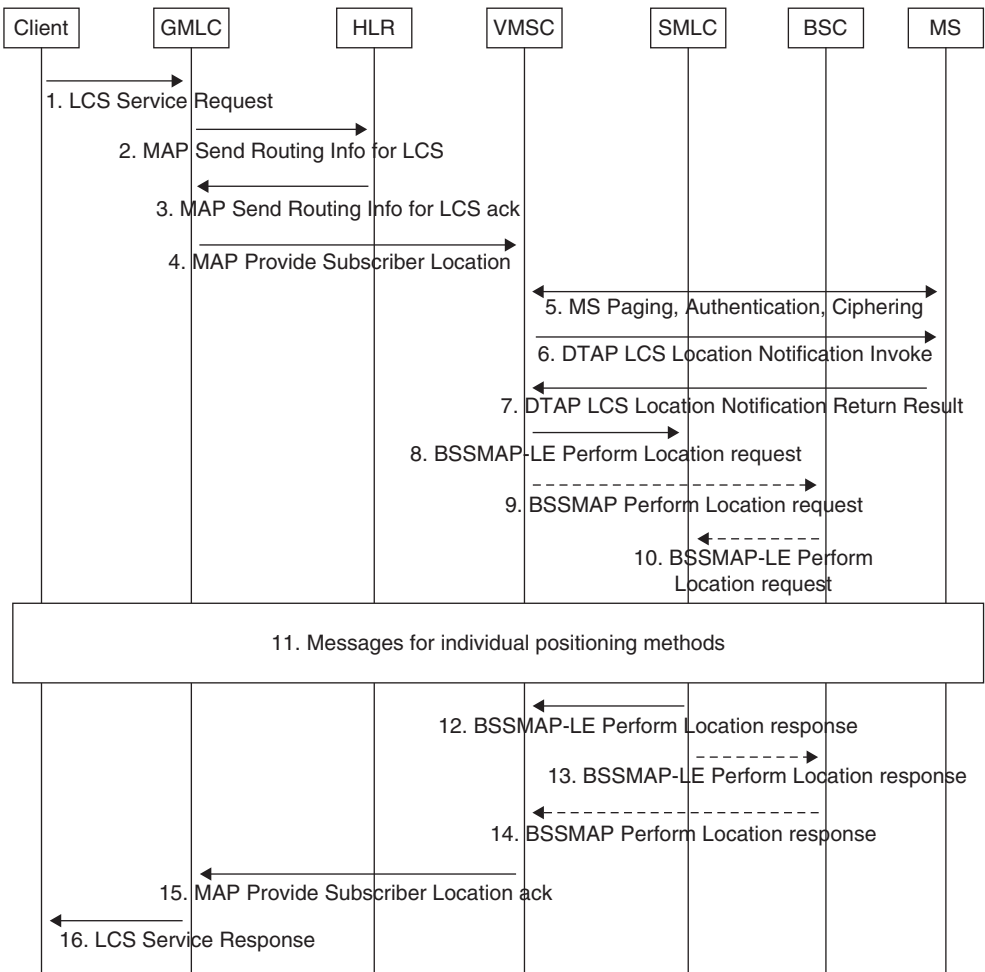 Client GMLC HLR VMSC SMLC BSC MS
1. LCS Service Request
2. MAP Send Routing Info for LCS
3. MAP Send Routing Info for LCS ack
4. MAP Provide Subscriber Location
5. MS Paging, Authentication, Ciphering
6. DTAP LCS Location Notification Invoke
7. DTAP LCS Location Notification Return Result
8. BSSMAP-LE Perform Location request
9. BSSMAP Perform Location request
10. BSSMAP-LE Perform
Location request
11. Messages for individual positioning methods
12. BSSMAP-LE Perform Location response
13. BSSMAP-LE Perform Location response
14. BSSMAP Perform Location response
15. MAP Provide Subscriber Location ack
16. LCS Service Response